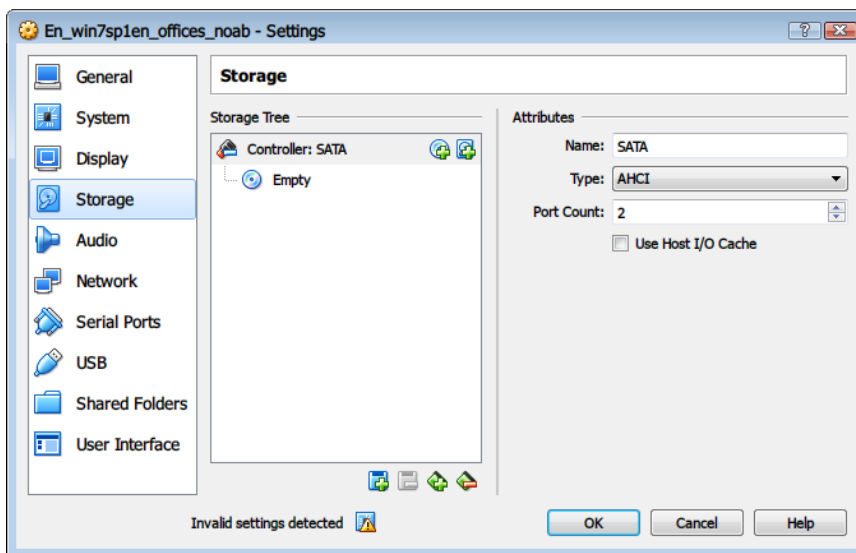 En_win7sp1en_offices_noab - Settings
General
System
Display
Storage
Audio
Network
Serial Ports
USB
Shared Folders
User Interface
Storage
Storage Tree
Controller: SATA
Empty
Attributes
Name: SATA
Type: AHCI
Port Count: 2
Use Host I/O Cache
Invalid settings detected
OK Cancel Help